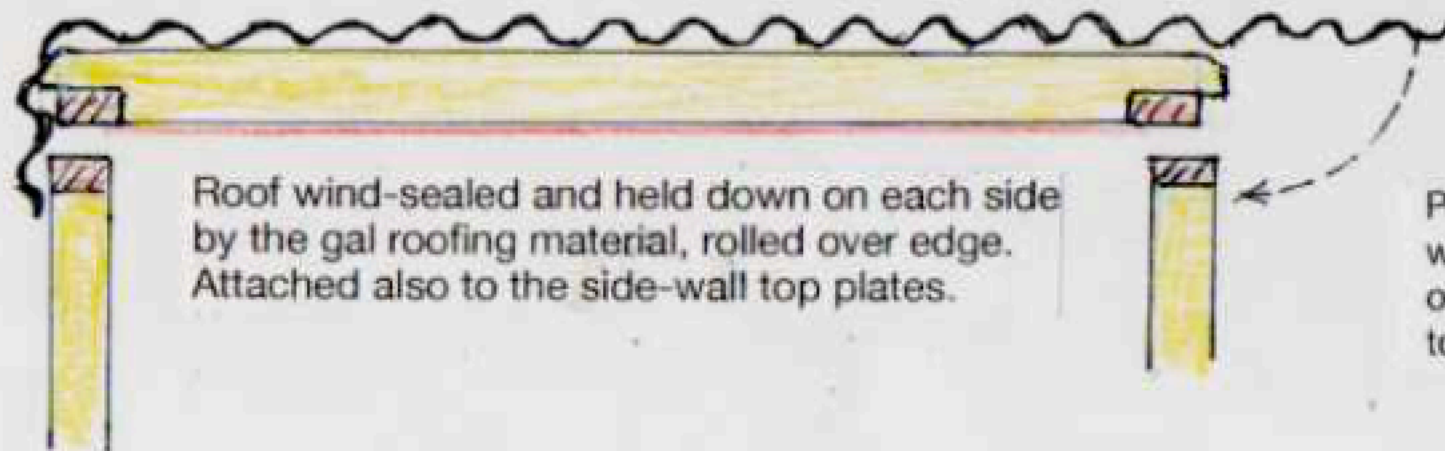 Roof wind-sealed and held down on each side
by the gal roofing material, rolled over edge.
Attached also to the side-wall top plates.